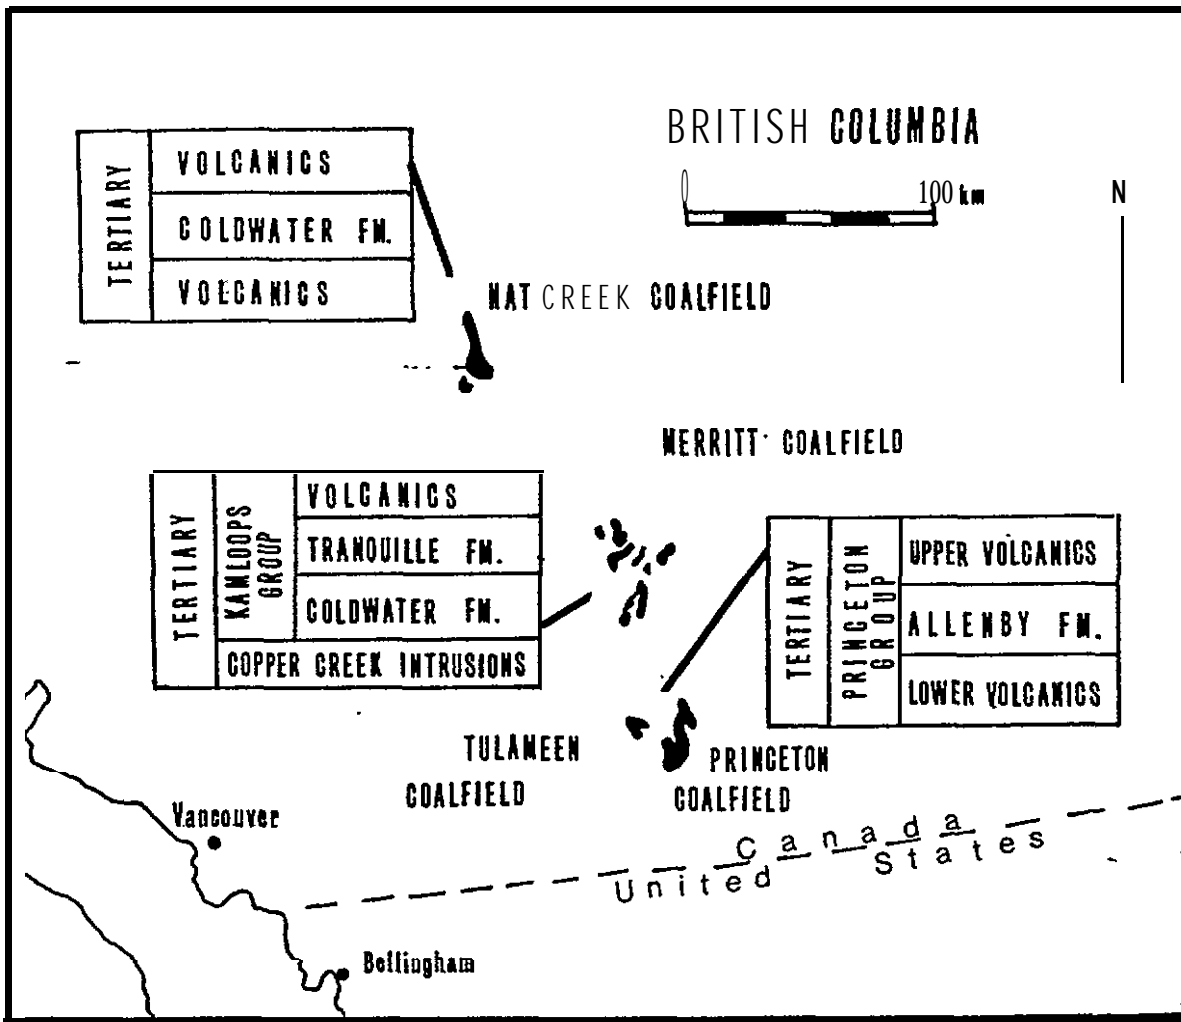 BRITISH COLUMBIA
0 100 km
N
TERTIARY
VOLCANICS
COLDWATER FM.
VOLCANICS
HAT CREEK COALFIELD
MERRITT COALFIELD
TERTIARY
KAMLOOPS
GROUP
VOLCANICS
TRANQUILLE FM.
COLDWATER FM.
COPPER CREEK INTRUSIONS
TERTIARY
PRINCETON
GROUP
UPPER VOLCANICS
ALLENBY FM.
LOWER VOLCANICS
TULAMEEN
COALFIELD
PRINCETON
COALFIELD
Vancouver
Canada
United States
Bellingham